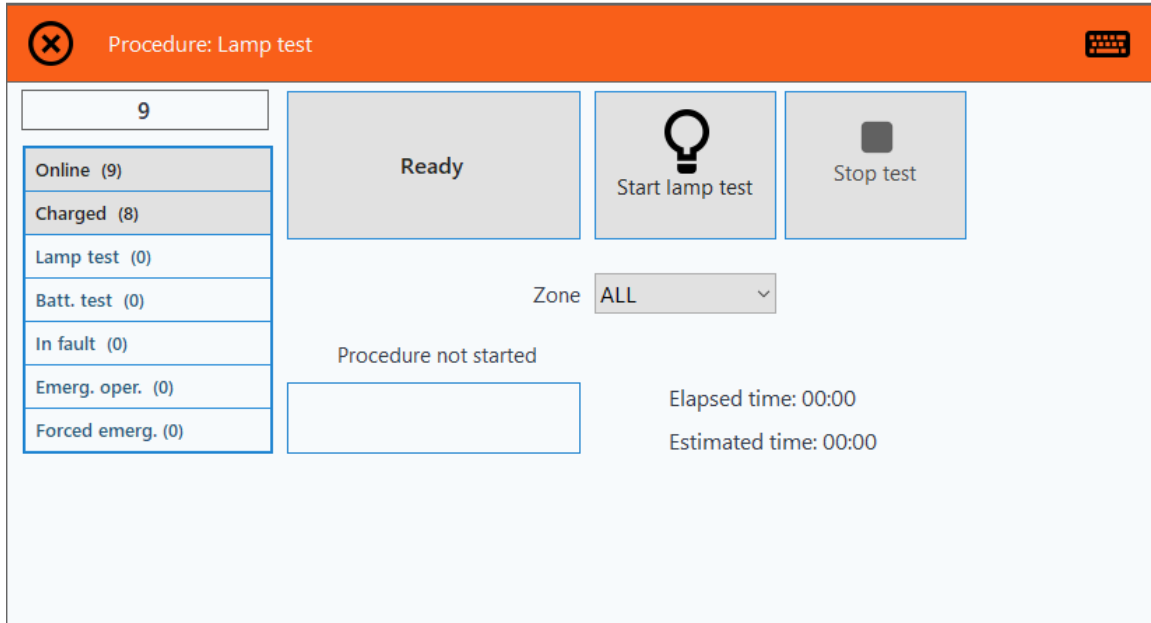 Procedure: Lamp test
9
Online (9)
Charged (8)
Lamp test (0)
Batt. test (0)
In fault (0)
Emerg. oper. (0)
Forced emerg. (0)
Ready
Start lamp test
Stop test
Zone ALL
Procedure not started
Elapsed time: 00:00
Estimated time: 00:00